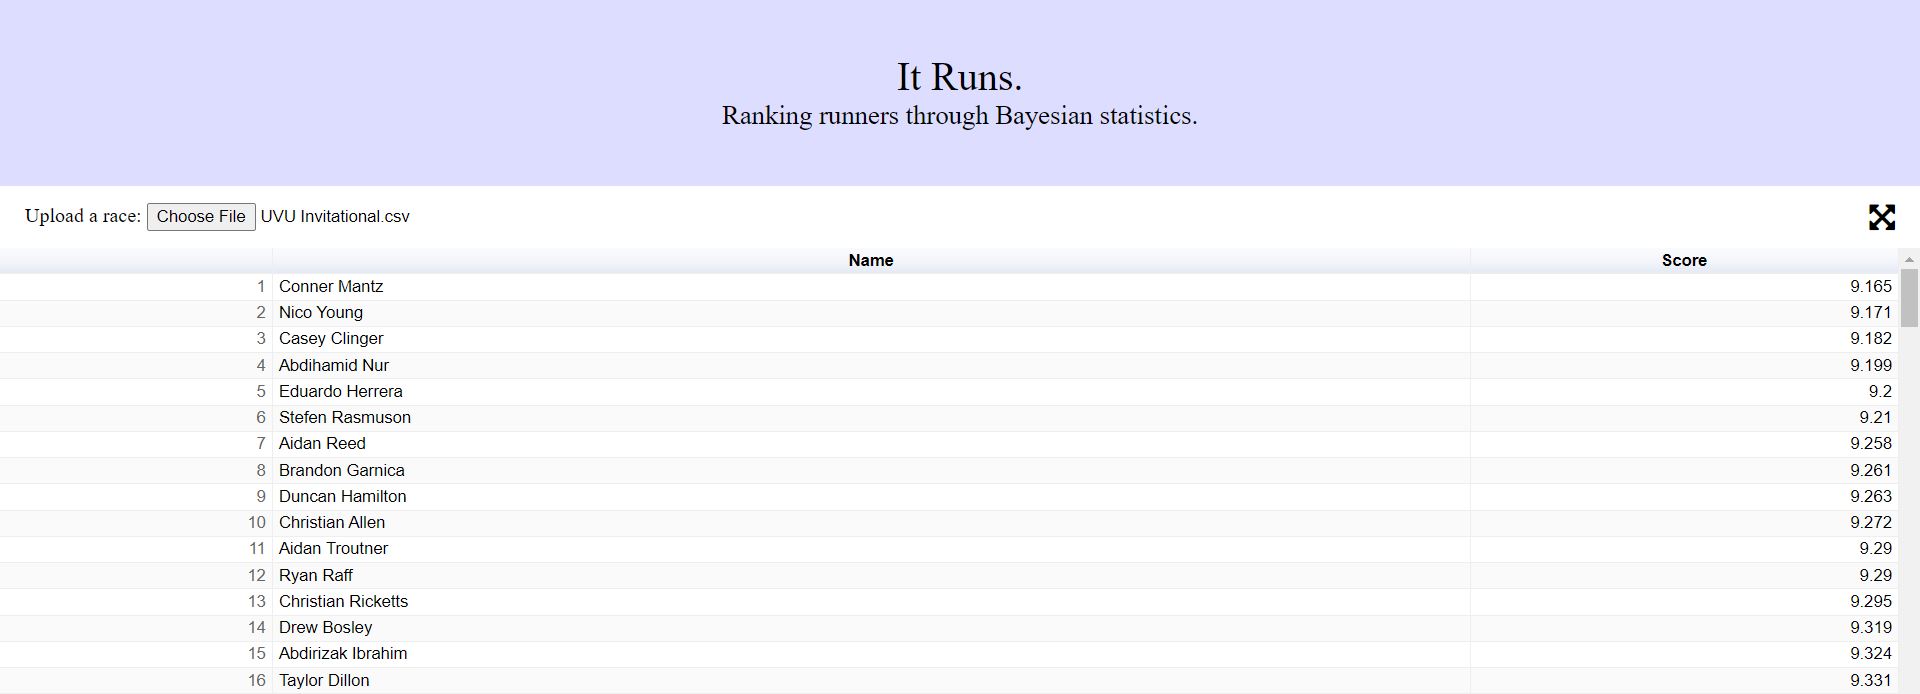 It Runs.
Ranking runners through Bayesian statistics.
Upload a race: Choose File UVU Invitational.csv
Name Score
1 Conner Mantz 9.165
2 Nico Young 9.171
3 Casey Clinger 9.182
4 Abdihamid Nur 9.199
5 Eduardo Herrera 9.2
6 Stefen Rasmuson 9.21
7 Aidan Reed 9.258
8 Brandon Garnica 9.261
9 Duncan Hamilton 9.263
10 Christian Allen 9.272
11 Aidan Troutner 9.29
12 Ryan Raff 9.29
13 Christian Ricketts 9.295
14 Drew Bosley 9.319
15 Abdirizak Ibrahim 9.324
16 Taylor Dillon 9.331